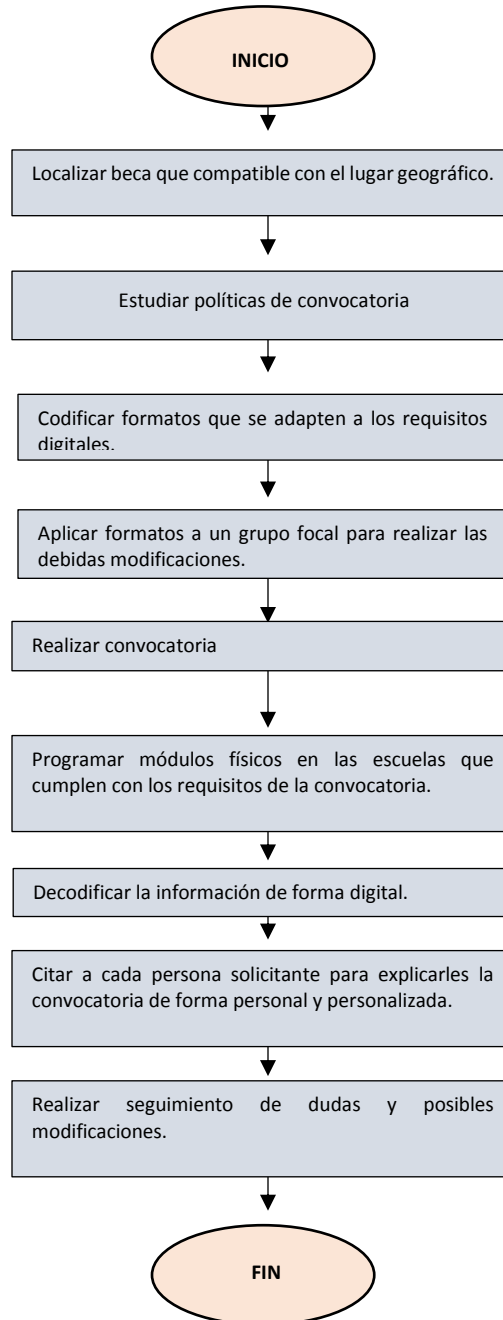 INICIO
Localizar beca que compatible con el lugar geográfico.
Estudiar políticas de convocatoria
Codificar formatos que se adapten a los requisitos
digitales.
Aplicar formatos a un grupo focal para realizar las
debidas modificaciones.
Realizar convocatoria
Programar módulos físicos en las escuelas que
cumplen con los requisitos de la convocatoria.
Decodificar la información de forma digital.
Citar a cada persona solicitante para explicarles la
convocatoria de forma personal y personalizada.
Realizar seguimiento de dudas y posibles
modificaciones.
FIN